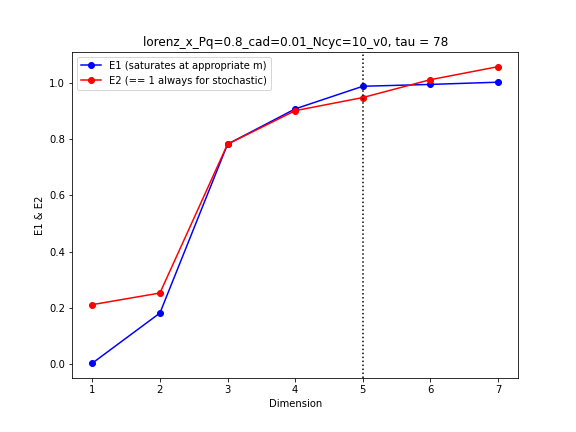 lorenz_x_Pq=0.8_cad=0.01_Ncyc=10_v0, tau = 78
E1 (saturates at appropriate m)
E2 (== 1 always for stochastic)
E1 & E2
1.0
0.8
0.6
0.4
0.2
0.0
1 2 3 4 5 6 7
Dimension